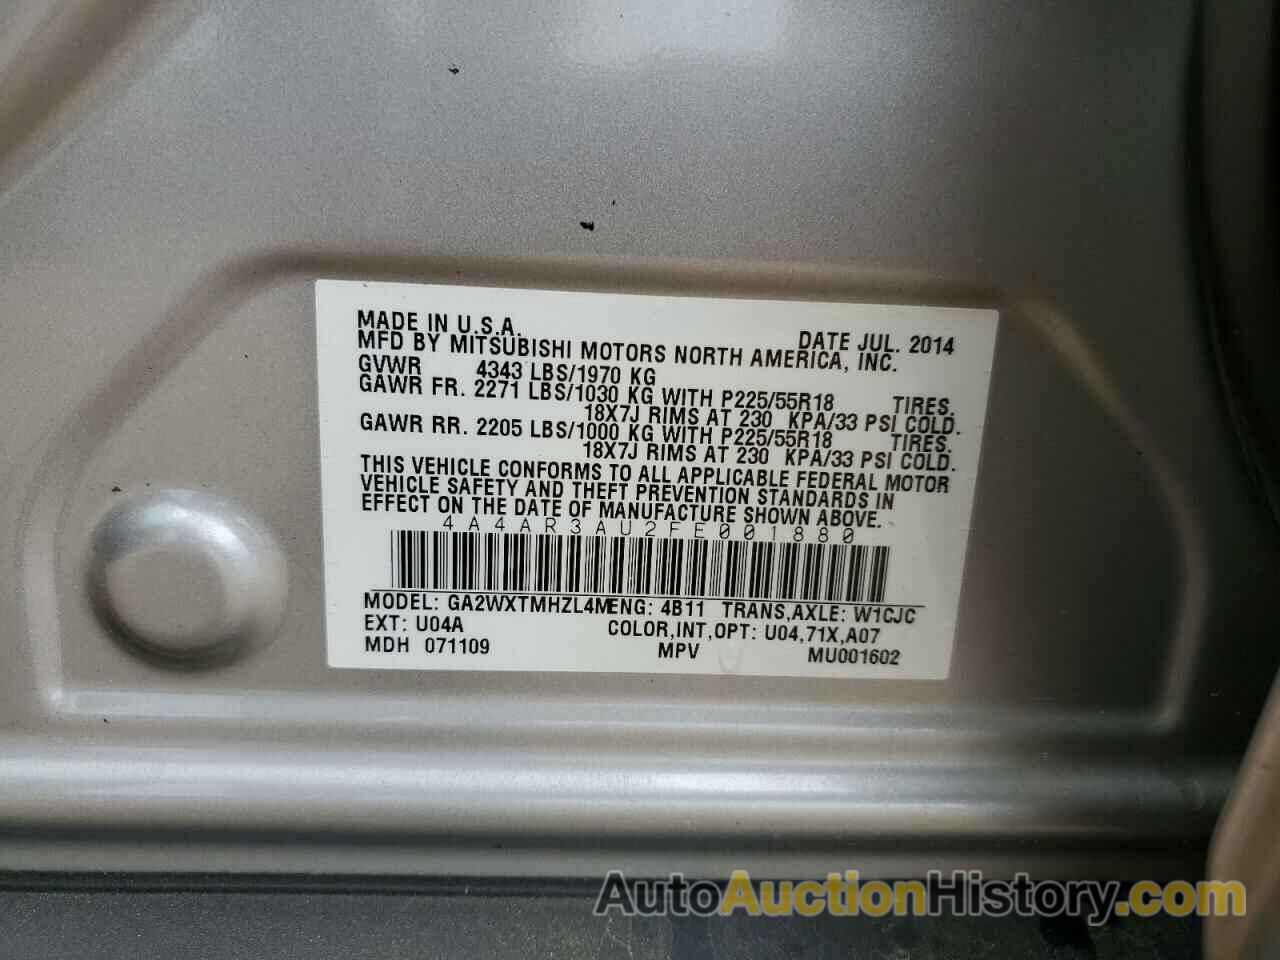 MADE IN U.S.A. DATE JUL. 2014
MFD BY MITSUBISHI MOTORS NORTH AMERICA, INC.
GVWR 4343 LBS/1970 KG
GAWR FR. 2271 LBS/1030 KG WITH P225/55R18 TIRES.
18X7J RIMS AT 230 KPA/33 PSI COLD.
GAWR RR. 2205 LBS/1000 KG WITH P225/55R18 TIRES.
18X7J RIMS AT 230 KPA/33 PSI COLD.
THIS VEHICLE CONFORMS TO ALL APPLICABLE FEDERAL MOTOR
VEHICLE SAFETY AND THEFT PREVENTION STANDARDS IN
EFFECT ON THE DATE OF MANUFACTURE SHOWN ABOVE.
4A4AR3AU2FE001880
MODEL: GA2WXTMHZL4M ENG: 4B11 TRANS,AXLE: W1CJC
EXT: U04A COLOR,INT,OPT: U04,71X,A07
MDH 071109 MPV MU001602
AutoAuctionHistory.com